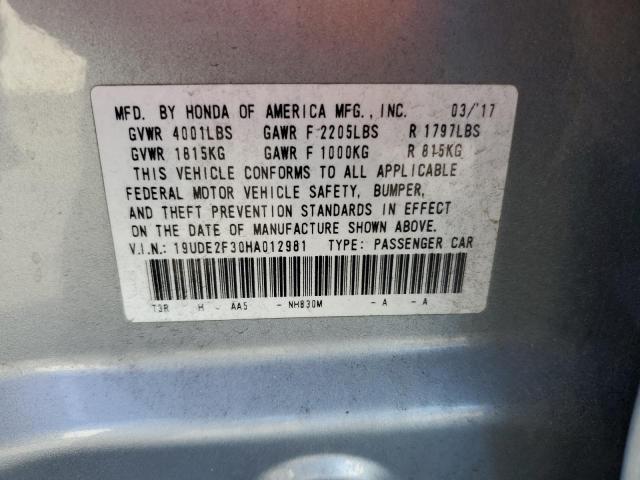 MFD. BY HONDA OF AMERICA MFG., INC. 03/'17
GVWR 4001LBS GAWR F 2205LBS R 1797LBS
GVWR 1815KG GAWR F 1000KG R 815KG
THIS VEHICLE CONFORMS TO ALL APPLICABLE
FEDERAL MOTOR VEHICLE SAFETY, BUMPER,
AND THEFT PREVENTION STANDARDS IN EFFECT
ON THE DATE OF MANUFACTURE SHOWN ABOVE.
V.I.N.: 19UDE2F30HA012981 TYPE: PASSENGER CAR
T3R H - AA5 - NH830M - A - A